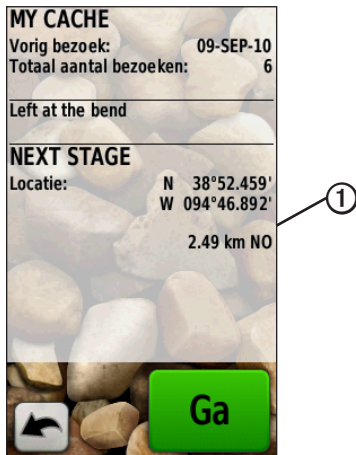 MY CACHE
Vorig bezoek: 09-SEP-10
Totaal aantal bezoeken: 6
Left at the bend
NEXT STAGE
Locatie: N 38°52.459'
W 094°46.892'
2.49 km NO
①
Ga